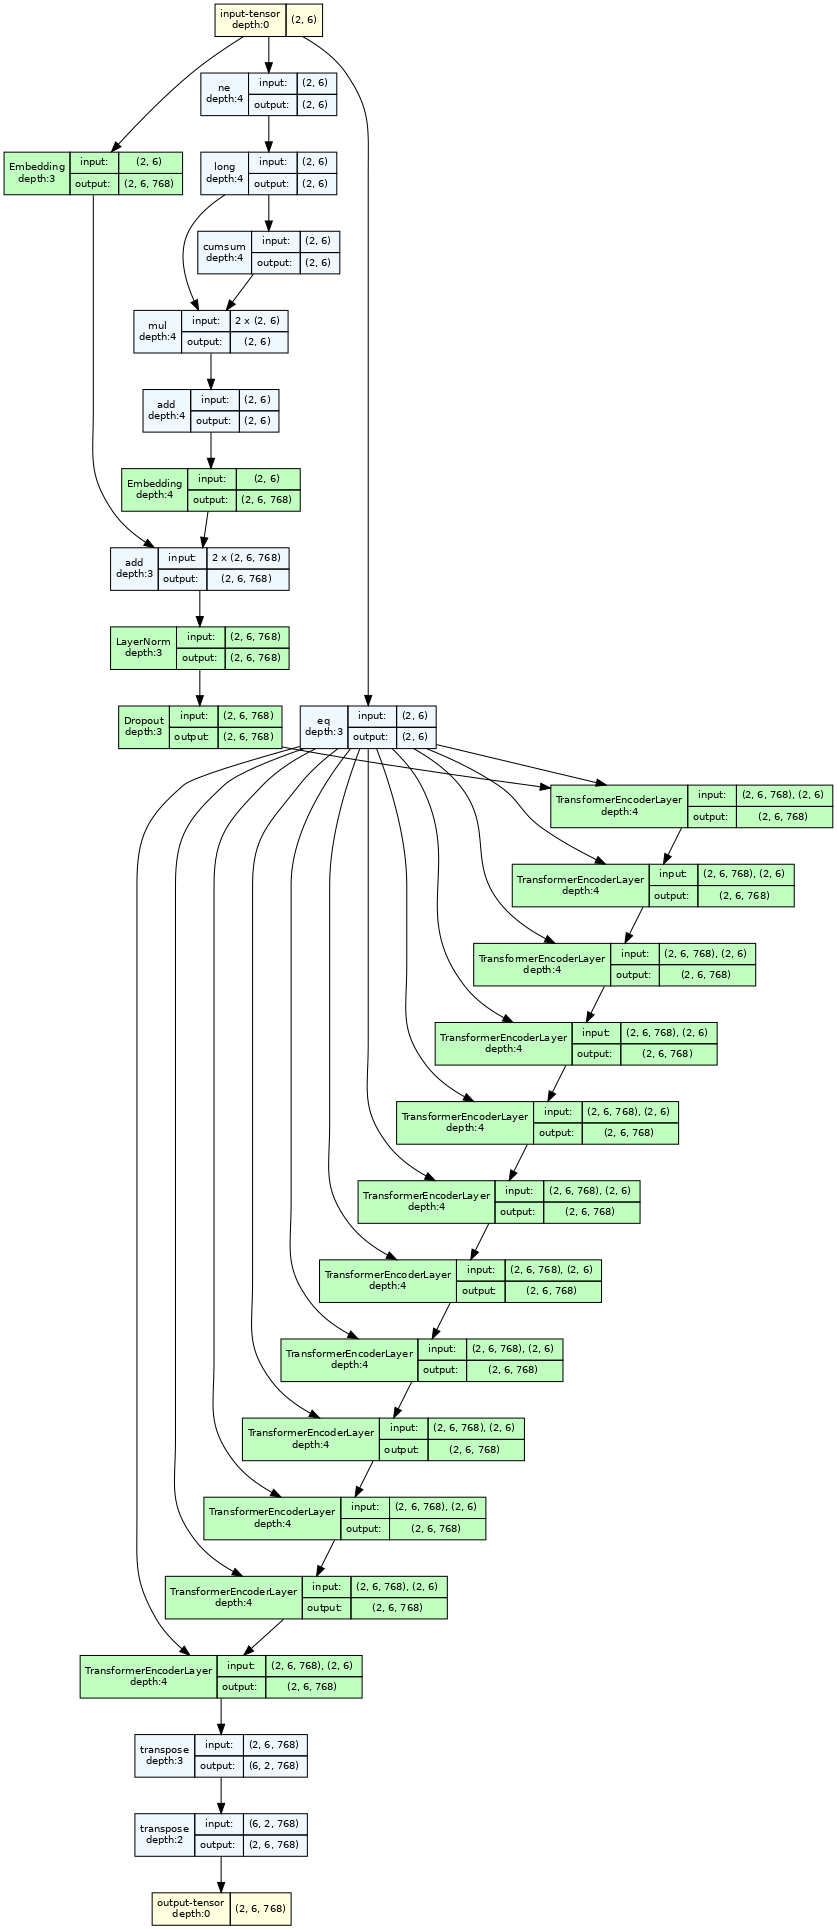 input-tensor
depth:0
(2, 6)
ne
depth:4
input:
(2, 6)
output:
(2, 6)
Embedding
depth:3
input:
(2, 6)
output:
(2, 6, 768)
long
depth:4
input:
(2, 6)
output:
(2, 6)
cumsum
depth:4
input:
(2, 6)
output:
(2, 6)
mul
depth:4
input:
2 x (2, 6)
output:
(2, 6)
add
depth:4
input:
(2, 6)
output:
(2, 6)
Embedding
depth:4
input:
(2, 6)
output:
(2, 6, 768)
add
depth:3
input:
2 x (2, 6, 768)
output:
(2, 6, 768)
LayerNorm
depth:3
input:
(2, 6, 768)
output:
(2, 6, 768)
Dropout
depth:3
input:
(2, 6, 768)
output:
(2, 6, 768)
eq
depth:3
input:
(2, 6)
output:
(2, 6)
TransformerEncoderLayer
depth:4
input:
(2, 6, 768), (2, 6)
output:
(2, 6, 768)
TransformerEncoderLayer
depth:4
input:
(2, 6, 768), (2, 6)
output:
(2, 6, 768)
TransformerEncoderLayer
depth:4
input:
(2, 6, 768), (2, 6)
output:
(2, 6, 768)
TransformerEncoderLayer
depth:4
input:
(2, 6, 768), (2, 6)
output:
(2, 6, 768)
TransformerEncoderLayer
depth:4
input:
(2, 6, 768), (2, 6)
output:
(2, 6, 768)
TransformerEncoderLayer
depth:4
input:
(2, 6, 768), (2, 6)
output:
(2, 6, 768)
TransformerEncoderLayer
depth:4
input:
(2, 6, 768), (2, 6)
output:
(2, 6, 768)
TransformerEncoderLayer
depth:4
input:
(2, 6, 768), (2, 6)
output:
(2, 6, 768)
TransformerEncoderLayer
depth:4
input:
(2, 6, 768), (2, 6)
output:
(2, 6, 768)
TransformerEncoderLayer
depth:4
input:
(2, 6, 768), (2, 6)
output:
(2, 6, 768)
TransformerEncoderLayer
depth:4
input:
(2, 6, 768), (2, 6)
output:
(2, 6, 768)
TransformerEncoderLayer
depth:4
input:
(2, 6, 768), (2, 6)
output:
(2, 6, 768)
transpose
depth:3
input:
(2, 6, 768)
output:
(6, 2, 768)
transpose
depth:2
input:
(6, 2, 768)
output:
(2, 6, 768)
output-tensor
depth:0
(2, 6, 768)